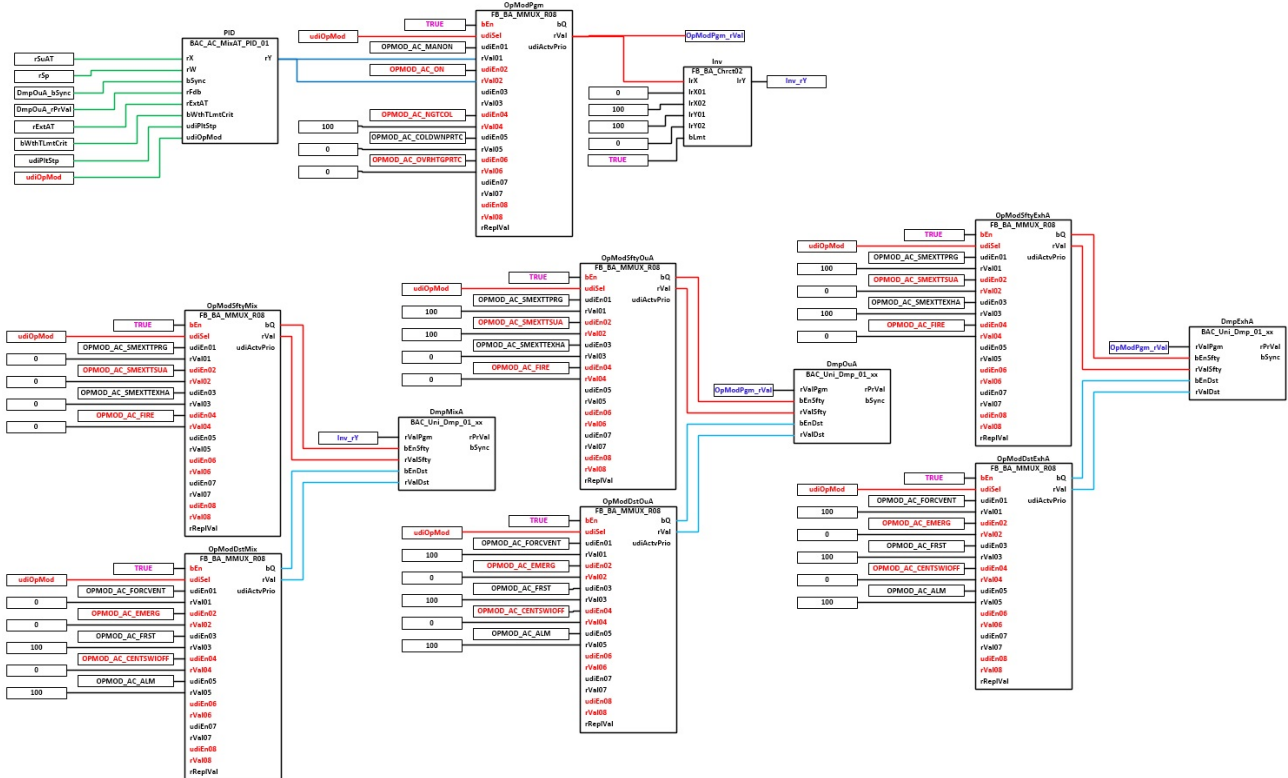 PID
BAC_AC_MixAT_PID_01
rSuAT
rX
rY
rSp
rW
DmpOuA_bSync
bSync
DmpOuA_rPrVal
rFdb
rExtAT
rExtAT
bWthTLmtCrit
bWthTLmtCrit
udiPltStp
udiPltStp
udiOpMod
udiOpMod
OpModPgm
FB_BA_MMUX_R08
TRUE
bEn
bQ
udiOpMod
udiSel
rVal
OPMOD_AC_MANON
udiEn01
udiActvPrio
rVal01
OPMOD_AC_ON
udiEn02
rVal02
udiEn03
rVal03
OPMOD_AC_NGTCOL
udiEn04
100
rVal04
OPMOD_AC_COLDWNPRTC
udiEn05
0
rVal05
OPMOD_AC_OVRHTGPRTC
udiEn06
0
rVal06
udiEn07
rVal07
udiEn08
rVal08
rReplVal
OpModPgm_rVal
Inv
FB_BA_Chrct02
lrX
lrY
Inv_rY
0
lrX01
100
lrX02
100
lrY01
0
lrY02
TRUE
bLmt
OpModSftyMix
FB_BA_MMUX_R08
TRUE
bEn
bQ
udiOpMod
udiSel
rVal
OPMOD_AC_SMEXTTPRG
udiEn01
udiActvPrio
0
rVal01
OPMOD_AC_SMEXTTSUA
udiEn02
0
rVal02
OPMOD_AC_SMEXTTEXHA
udiEn03
0
rVal03
OPMOD_AC_FIRE
udiEn04
0
rVal04
udiEn05
rVal05
udiEn06
rVal06
udiEn07
rVal07
udiEn08
rVal08
rReplVal
OpModDstMix
FB_BA_MMUX_R08
TRUE
bEn
bQ
udiOpMod
udiSel
rVal
OPMOD_AC_FORCVENT
udiEn01
udiActvPrio
0
rVal01
OPMOD_AC_EMERG
udiEn02
0
rVal02
OPMOD_AC_FRST
udiEn03
100
rVal03
OPMOD_AC_CENTSWIOFF
udiEn04
0
rVal04
OPMOD_AC_ALM
udiEn05
100
rVal05
udiEn06
rVal06
udiEn07
rVal07
udiEn08
rVal08
rReplVal
DmpMixA
BAC_Uni_Dmp_01_xx
Inv_rY
rValPgm
rPrVal
bEnSfty
bSync
rValSfty
bEnDst
rValDst
OpModSftyOuA
FB_BA_MMUX_R08
TRUE
bEn
bQ
udiOpMod
udiSel
rVal
OPMOD_AC_SMEXTTPRG
udiEn01
udiActvPrio
100
rVal01
OPMOD_AC_SMEXTTSUA
udiEn02
100
rVal02
OPMOD_AC_SMEXTTEXHA
udiEn03
0
rVal03
OPMOD_AC_FIRE
udiEn04
0
rVal04
udiEn05
rVal05
udiEn06
rVal06
udiEn07
rVal07
udiEn08
rVal08
rReplVal
OpModDstOuA
FB_BA_MMUX_R08
TRUE
bEn
bQ
udiOpMod
udiSel
rVal
OPMOD_AC_FORCVENT
udiEn01
udiActvPrio
100
rVal01
OPMOD_AC_EMERG
udiEn02
0
rVal02
OPMOD_AC_FRST
udiEn03
100
rVal03
OPMOD_AC_CENTSWIOFF
udiEn04
0
rVal04
OPMOD_AC_ALM
udiEn05
100
rVal05
udiEn06
rVal06
udiEn07
rVal07
udiEn08
rVal08
rReplVal
DmpOuA
BAC_Uni_Dmp_01_xx
OpModPgm_rVal
rValPgm
rPrVal
bEnSfty
bSync
rValSfty
bEnDst
rValDst
OpModSftyExhA
FB_BA_MMUX_R08
TRUE
bEn
bQ
udiOpMod
udiSel
rVal
OPMOD_AC_SMEXTTPRG
udiEn01
udiActvPrio
100
rVal01
OPMOD_AC_SMEXTTSUA
udiEn02
0
rVal02
OPMOD_AC_SMEXTTEXHA
udiEn03
100
rVal03
OPMOD_AC_FIRE
udiEn04
0
rVal04
udiEn05
rVal05
udiEn06
rVal06
udiEn07
rVal07
udiEn08
rVal08
rReplVal
OpModDstExhA
FB_BA_MMUX_R08
TRUE
bEn
bQ
udiOpMod
udiSel
rVal
OPMOD_AC_FORCVENT
udiEn01
udiActvPrio
100
rVal01
OPMOD_AC_EMERG
udiEn02
0
rVal02
OPMOD_AC_FRST
udiEn03
100
rVal03
OPMOD_AC_CENTSWIOFF
udiEn04
0
rVal04
OPMOD_AC_ALM
udiEn05
100
rVal05
udiEn06
rVal06
udiEn07
rVal07
udiEn08
rVal08
rReplVal
DmpExhA
BAC_Uni_Dmp_01_xx
OpModPgm_rVal
rValPgm
rPrVal
bEnSfty
bSync
rValSfty
bEnDst
rValDst